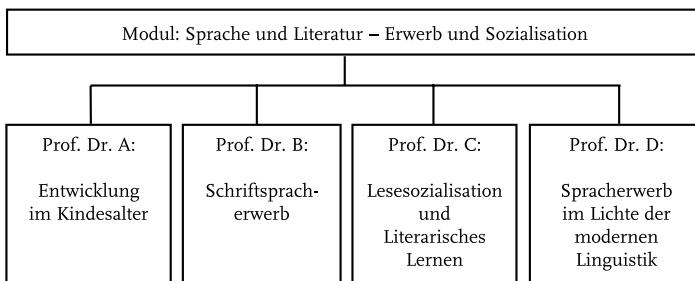 Modul: Sprache und Literatur – Erwerb und Sozialisation
Prof. Dr. A:
Entwicklung
im Kindesalter
Prof. Dr. B:
Schriftsprach-
erwerb
Prof. Dr. C:
Lesesozialisation
und
Literarisches
Lernen
Prof. Dr. D:
Spracherwerb
im Lichte der
modernen
Linguistik